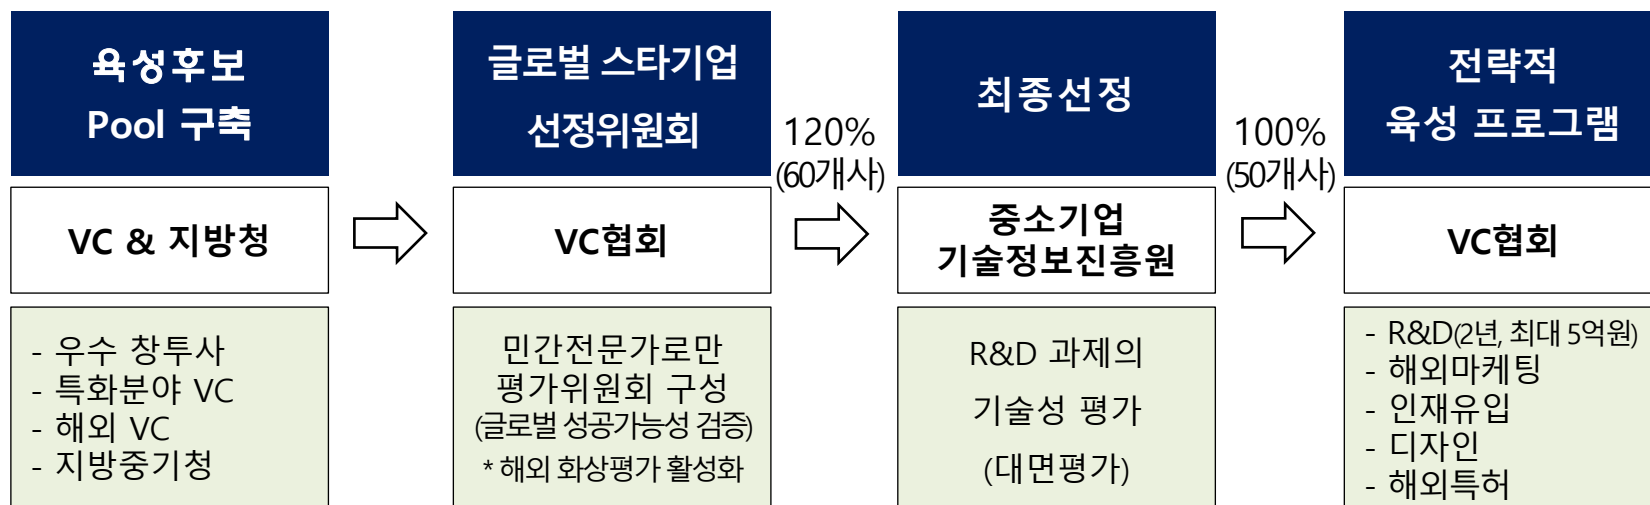 육성후보
Pool 구축
VC & 지방청
- 우수 창투사
- 특화분야 VC
- 해외 VC
- 지방중기청
글로벌 스타기업
선정위원회
VC협회
민간전문가로만
평가위원회 구성
(글로벌 성공가능성 검증)
* 해외 화상평가 활성화
120%
(60개사)
최종선정
중소기업
기술정보진흥원
R&D 과제의
기술성 평가
(대면평가)
100%
(50개사)
전략적
육성 프로그램
VC협회
- R&D(2년, 최대 5억원)
- 해외마케팅
- 인재유입
- 디자인
- 해외특허